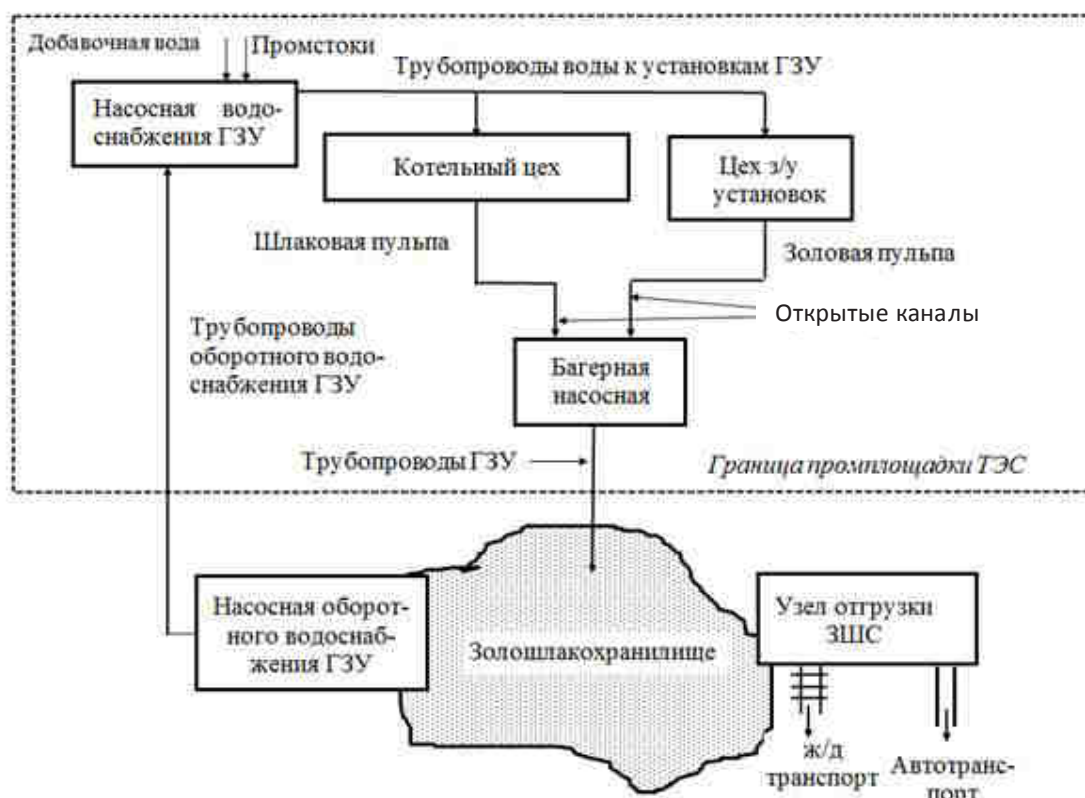 Добавочная вода
Промстоки
Трубопроводы воды к установкам ГЗУ
Насосная водо-
снабжения ГЗУ
Котельный цех
Цех з/у
установок
Шлаковая пульпа
Золовая пульпа
Открытые каналы
Трубопроводы
оборотного водо-
снабжения ГЗУ
Багерная
насосная
Трубопроводы ГЗУ
Граница промплощадки ТЭС
Насосная оборот-
ного водоснаб-
жения ГЗУ
Золошлакохранилище
Узел отгрузки
ЗШС
ж/д
транспорт
Автотранс-
порт